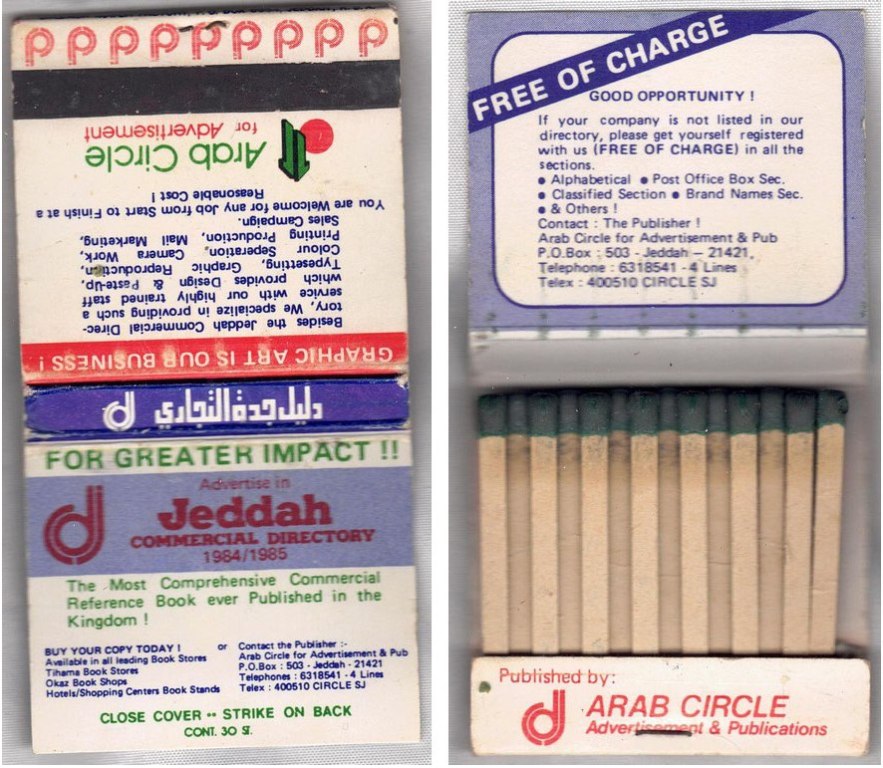 GRAPHIC ART IS OUR BUSINESS !
Besides the Jeddah Commercial Direc-
tory, We specialize in providing such a
service with our highly trained staff
which provides Design & Paste-Up,
Typesetting, Graphic Reproduction,
Colour Seperation, Camera Work,
Printing Production, Mail Marketing,
Sales Campaign.
You are Welcome for any Job from Start to Finish at a
Reasonable Cost !
Arab Circle
for Advertisement
دليل جدة التجاري
FOR GREATER IMPACT !!
Advertise in
Jeddah
COMMERCIAL DIRECTORY
1984/1985
The Most Comprehensive Commercial
Reference Book ever Published in the
Kingdom !
BUY YOUR COPY TODAY !
Available in all leading Book Stores
Tihama Book Stores
Okaz Book Shops
Hotels/Shopping Centers Book Stands
or
Contact the Publisher :-
Arab Circle for Advertisement & Pub
P.O.Box : 503 - Jeddah - 21421
Telephones : 6318541 - 4 Lines
Telex : 400510 CIRCLE SJ
CLOSE COVER •• STRIKE ON BACK
CONT. 30 ST.
FREE OF CHARGE
GOOD OPPORTUNITY !
If your company is not listed in our
directory, please get yourself registered
with us (FREE OF CHARGE) in all the
sections.
• Alphabetical • Post Office Box Sec.
• Classified Section • Brand Names Sec.
• & Others !
Contact : The Publisher !
Arab Circle for Advertisement & Pub
P.O.Box : 503 - Jeddah – 21421,
Telephone : 6318541 - 4 Lines
Telex : 400510 CIRCLE SJ
Published by:
ARAB CIRCLE
Advertisement & Publications